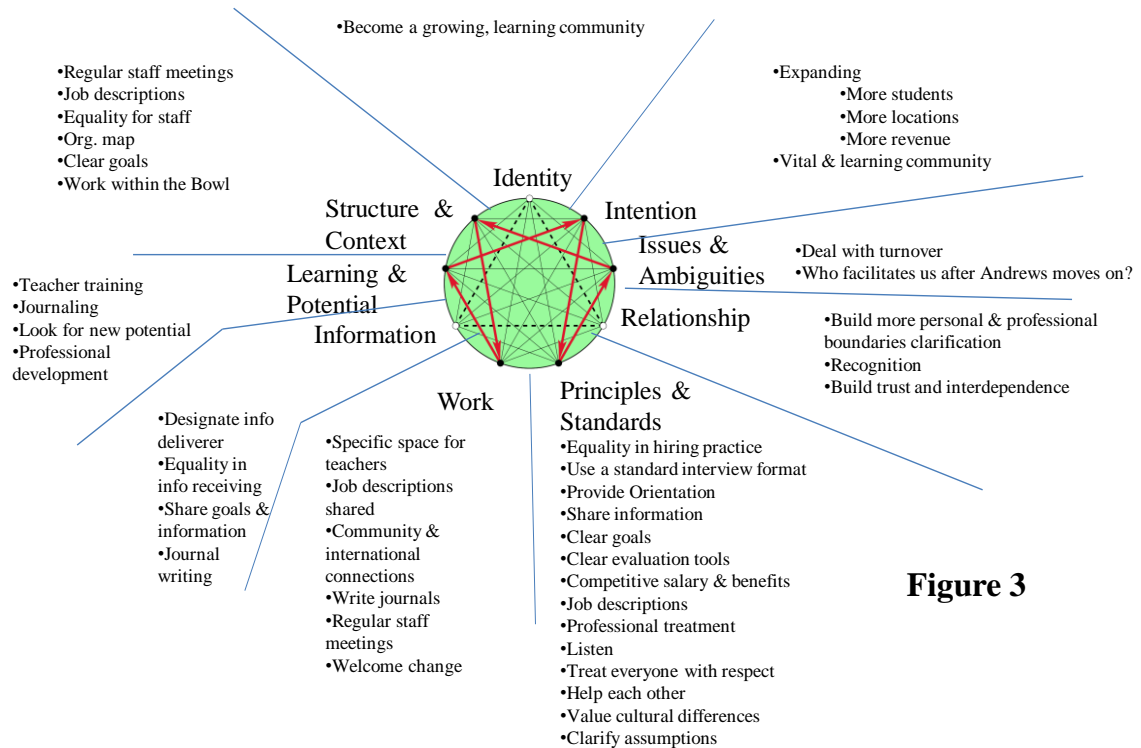 •Become a growing, learning community
•Regular staff meetings
•Job descriptions
•Equality for staff
•Org. map
•Clear goals
•Work within the Bowl
•Expanding
•More students
•More locations
•More revenue
•Vital & learning community
Identity
Structure &
Context
Intention
Issues &
Ambiguities
•Deal with turnover
•Who facilitates us after Andrews moves on?
Learning &
Potential
•Teacher training
•Journaling
•Look for new potential
•Professional
development
Information
Relationship
•Build more personal & professional
boundaries clarification
•Recognition
•Build trust and interdependence
Work
Principles &
Standards
•Designate info
deliverer
•Equality in
info receiving
•Share goals &
information
•Journal
writing
•Specific space for
teachers
•Job descriptions
shared
•Community &
international
connections
•Write journals
•Regular staff
meetings
•Welcome change
•Equality in hiring practice
•Use a standard interview format
•Provide Orientation
•Share information
•Clear goals
•Clear evaluation tools
•Competitive salary & benefits
•Job descriptions
•Professional treatment
•Listen
•Treat everyone with respect
•Help each other
•Value cultural differences
•Clarify assumptions
Figure 3